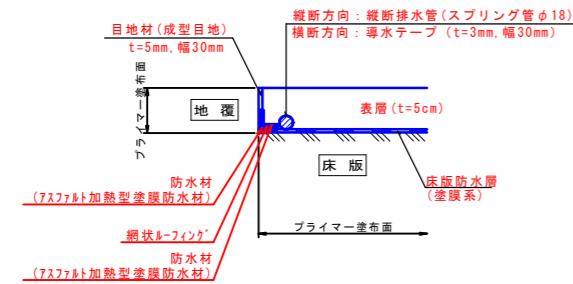 縦断方向：縦断排水管(スプリング管φ18)
横断方向：導水テープ（t=3mm,幅30mm）
目地材(成型目地)
t=5mm,幅30mm
プライマー塗布面
地 覆
表層(t=5cm)
床 版
防水材
(ｱｽﾌｧﾙﾄ加熱型塗膜防水材)
床版防水層
(塗膜系)
網状ﾙｰﾌｨﾝｸﾞ
プライマー塗布面
防水材
(ｱｽﾌｧﾙﾄ加熱型塗膜防水材)